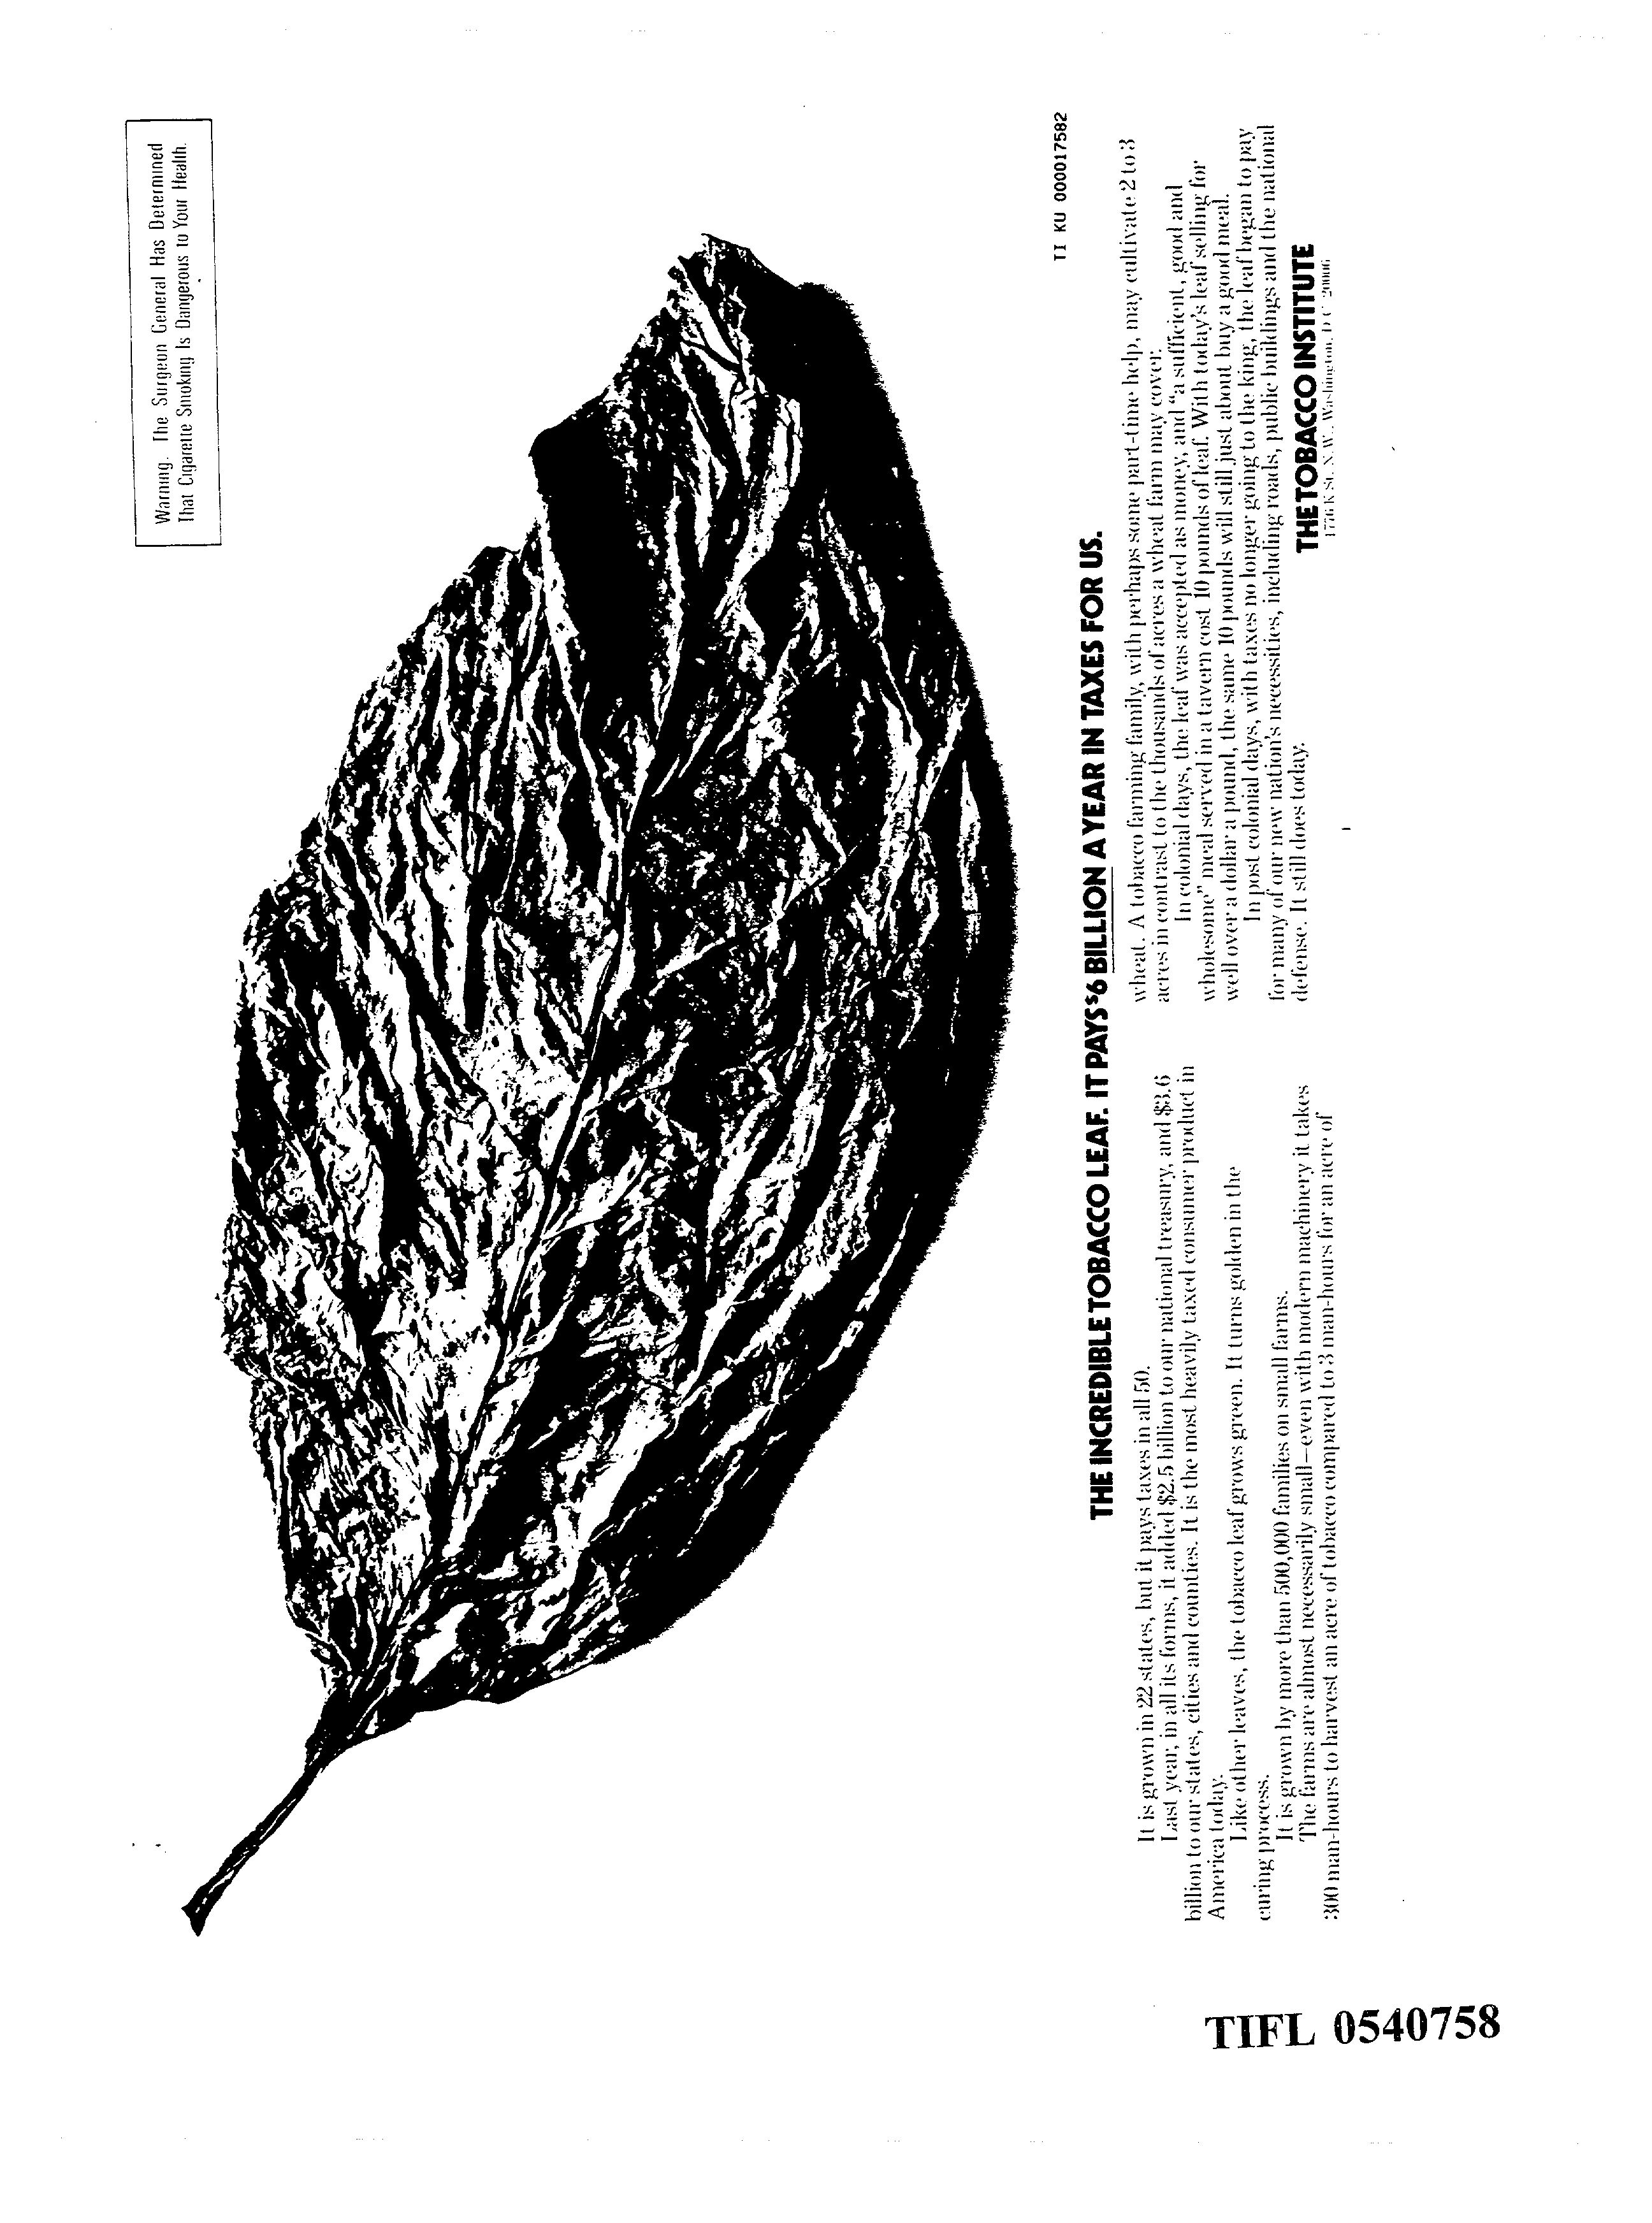 Warning: The Surgeon General Has Determined
That Cigarette Smoking Is Dangerous to Your Health.
TI KU 000017582
THE INCREDIBLE TOBACCO LEAF. IT PAYS $6 BILLION A YEAR IN TAXES FOR US.
It is grown in 22 states, but it pays taxes in all 50.
Last year, in all its forms, it added $2.5 billion to our national treasury, and $3.6
billion to our states, cities and counties. It is the most heavily taxed consumer product in
America today.
Like other leaves, the tobacco leaf grows green. It turns golden in the
curing process.
It is grown by more than 500,000 families on small farms.
The farms are almost necessarily small—even with modern machinery it takes
300 man-hours to harvest an acre of tobacco compared to 3 man-hours for an acre of
wheat. A tobacco farming family, with perhaps some part-time help, may cultivate 2 to 3
acres in contrast to the thousands of acres a wheat farm may cover.
In colonial days, the leaf was accepted as money, and "a sufficient, good and
wholesome" meal served in a tavern cost 10 pounds of leaf. With today's leaf selling for
well over a dollar a pound, the same 10 pounds will still just about buy a good meal.
In post colonial days, with taxes no longer going to the king, the leaf began to pay
for many of our new nation's necessities, including roads, public buildings and the national
defense. It still does today.
THE TOBACCO INSTITUTE
K St., N.W., Washington, D.C. 20006
TIFL 0540758